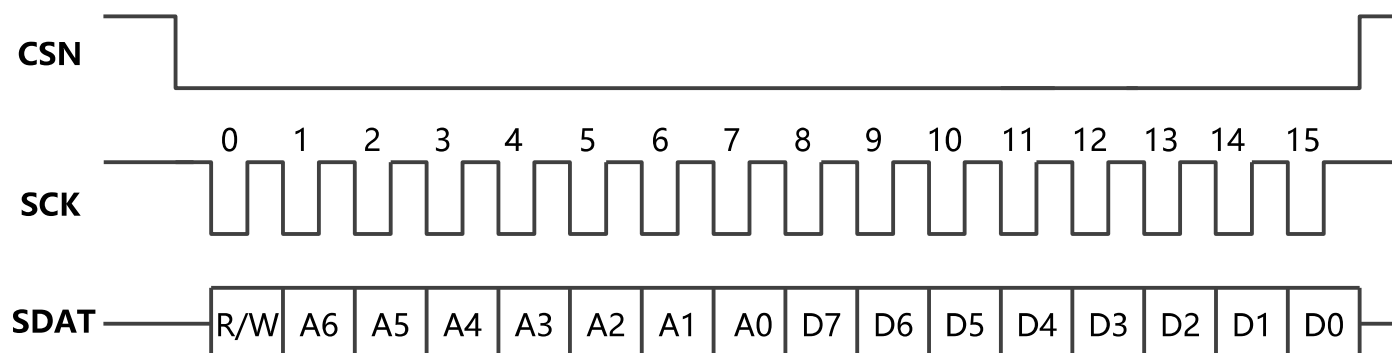 CSN
0 1 2 3 4 5 6 7 8 9 10 11 12 13 14 15
SCK
SDAT R/W A6 A5 A4 A3 A2 A1 A0 D7 D6 D5 D4 D3 D2 D1 D0